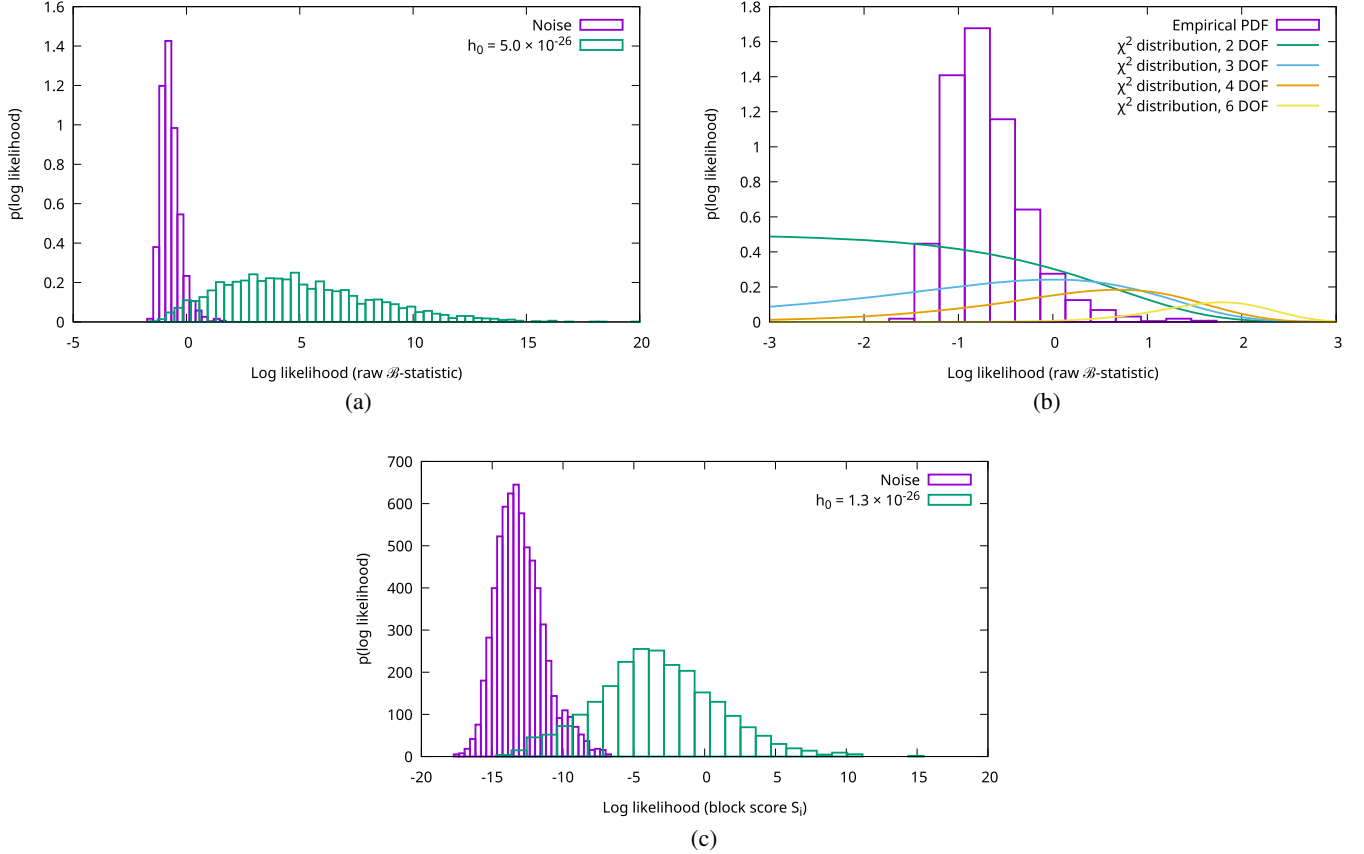 1.6
1.4
1.2
1
0.8
0.6
0.4
0.2
0
-5
0
5
10
15
20
p(log likelihood)
Log likelihood (raw ℬ-statistic)
Noise
h₀ = 5.0 × 10⁻²⁶
(a)
1.8
1.6
1.4
1.2
1
0.8
0.6
0.4
0.2
0
-3
-2
-1
0
1
2
3
p(log likelihood)
Log likelihood (raw ℬ-statistic)
Empirical PDF
χ² distribution, 2 DOF
χ² distribution, 3 DOF
χ² distribution, 4 DOF
χ² distribution, 6 DOF
(b)
700
600
500
400
300
200
100
0
-20
-15
-10
-5
0
5
10
15
20
p(log likelihood)
Log likelihood (block score Sᵢ)
Noise
h₀ = 1.3 × 10⁻²⁶
(c)